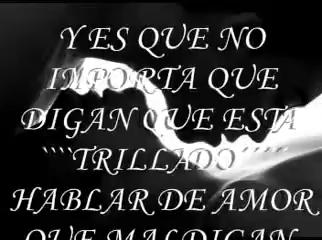 Y ES QUE NO
IMPORTA QUE
DIGAN QUE ESTA
````TRILLADO´´´´´
HABLAR DE AMOR
QUE MALDIGAN